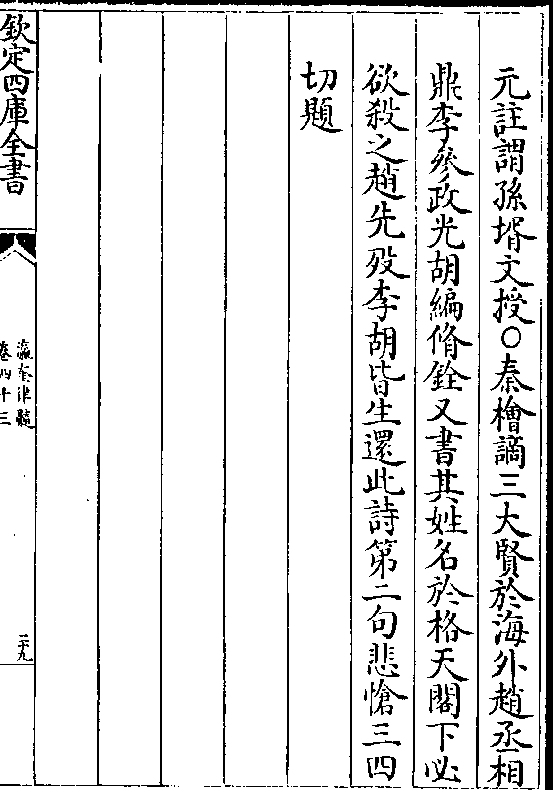 元註謂孫壻文授○秦檜謫三大賢於海外趙丞相
鼎李叅政光胡編脩銓又書其姓名於格天閣下必
欲殺之趙先歿李胡皆生還此詩第二句悲愴三四
切題
欽定四庫全書
瀛奎律髓
卷四十三
二十九